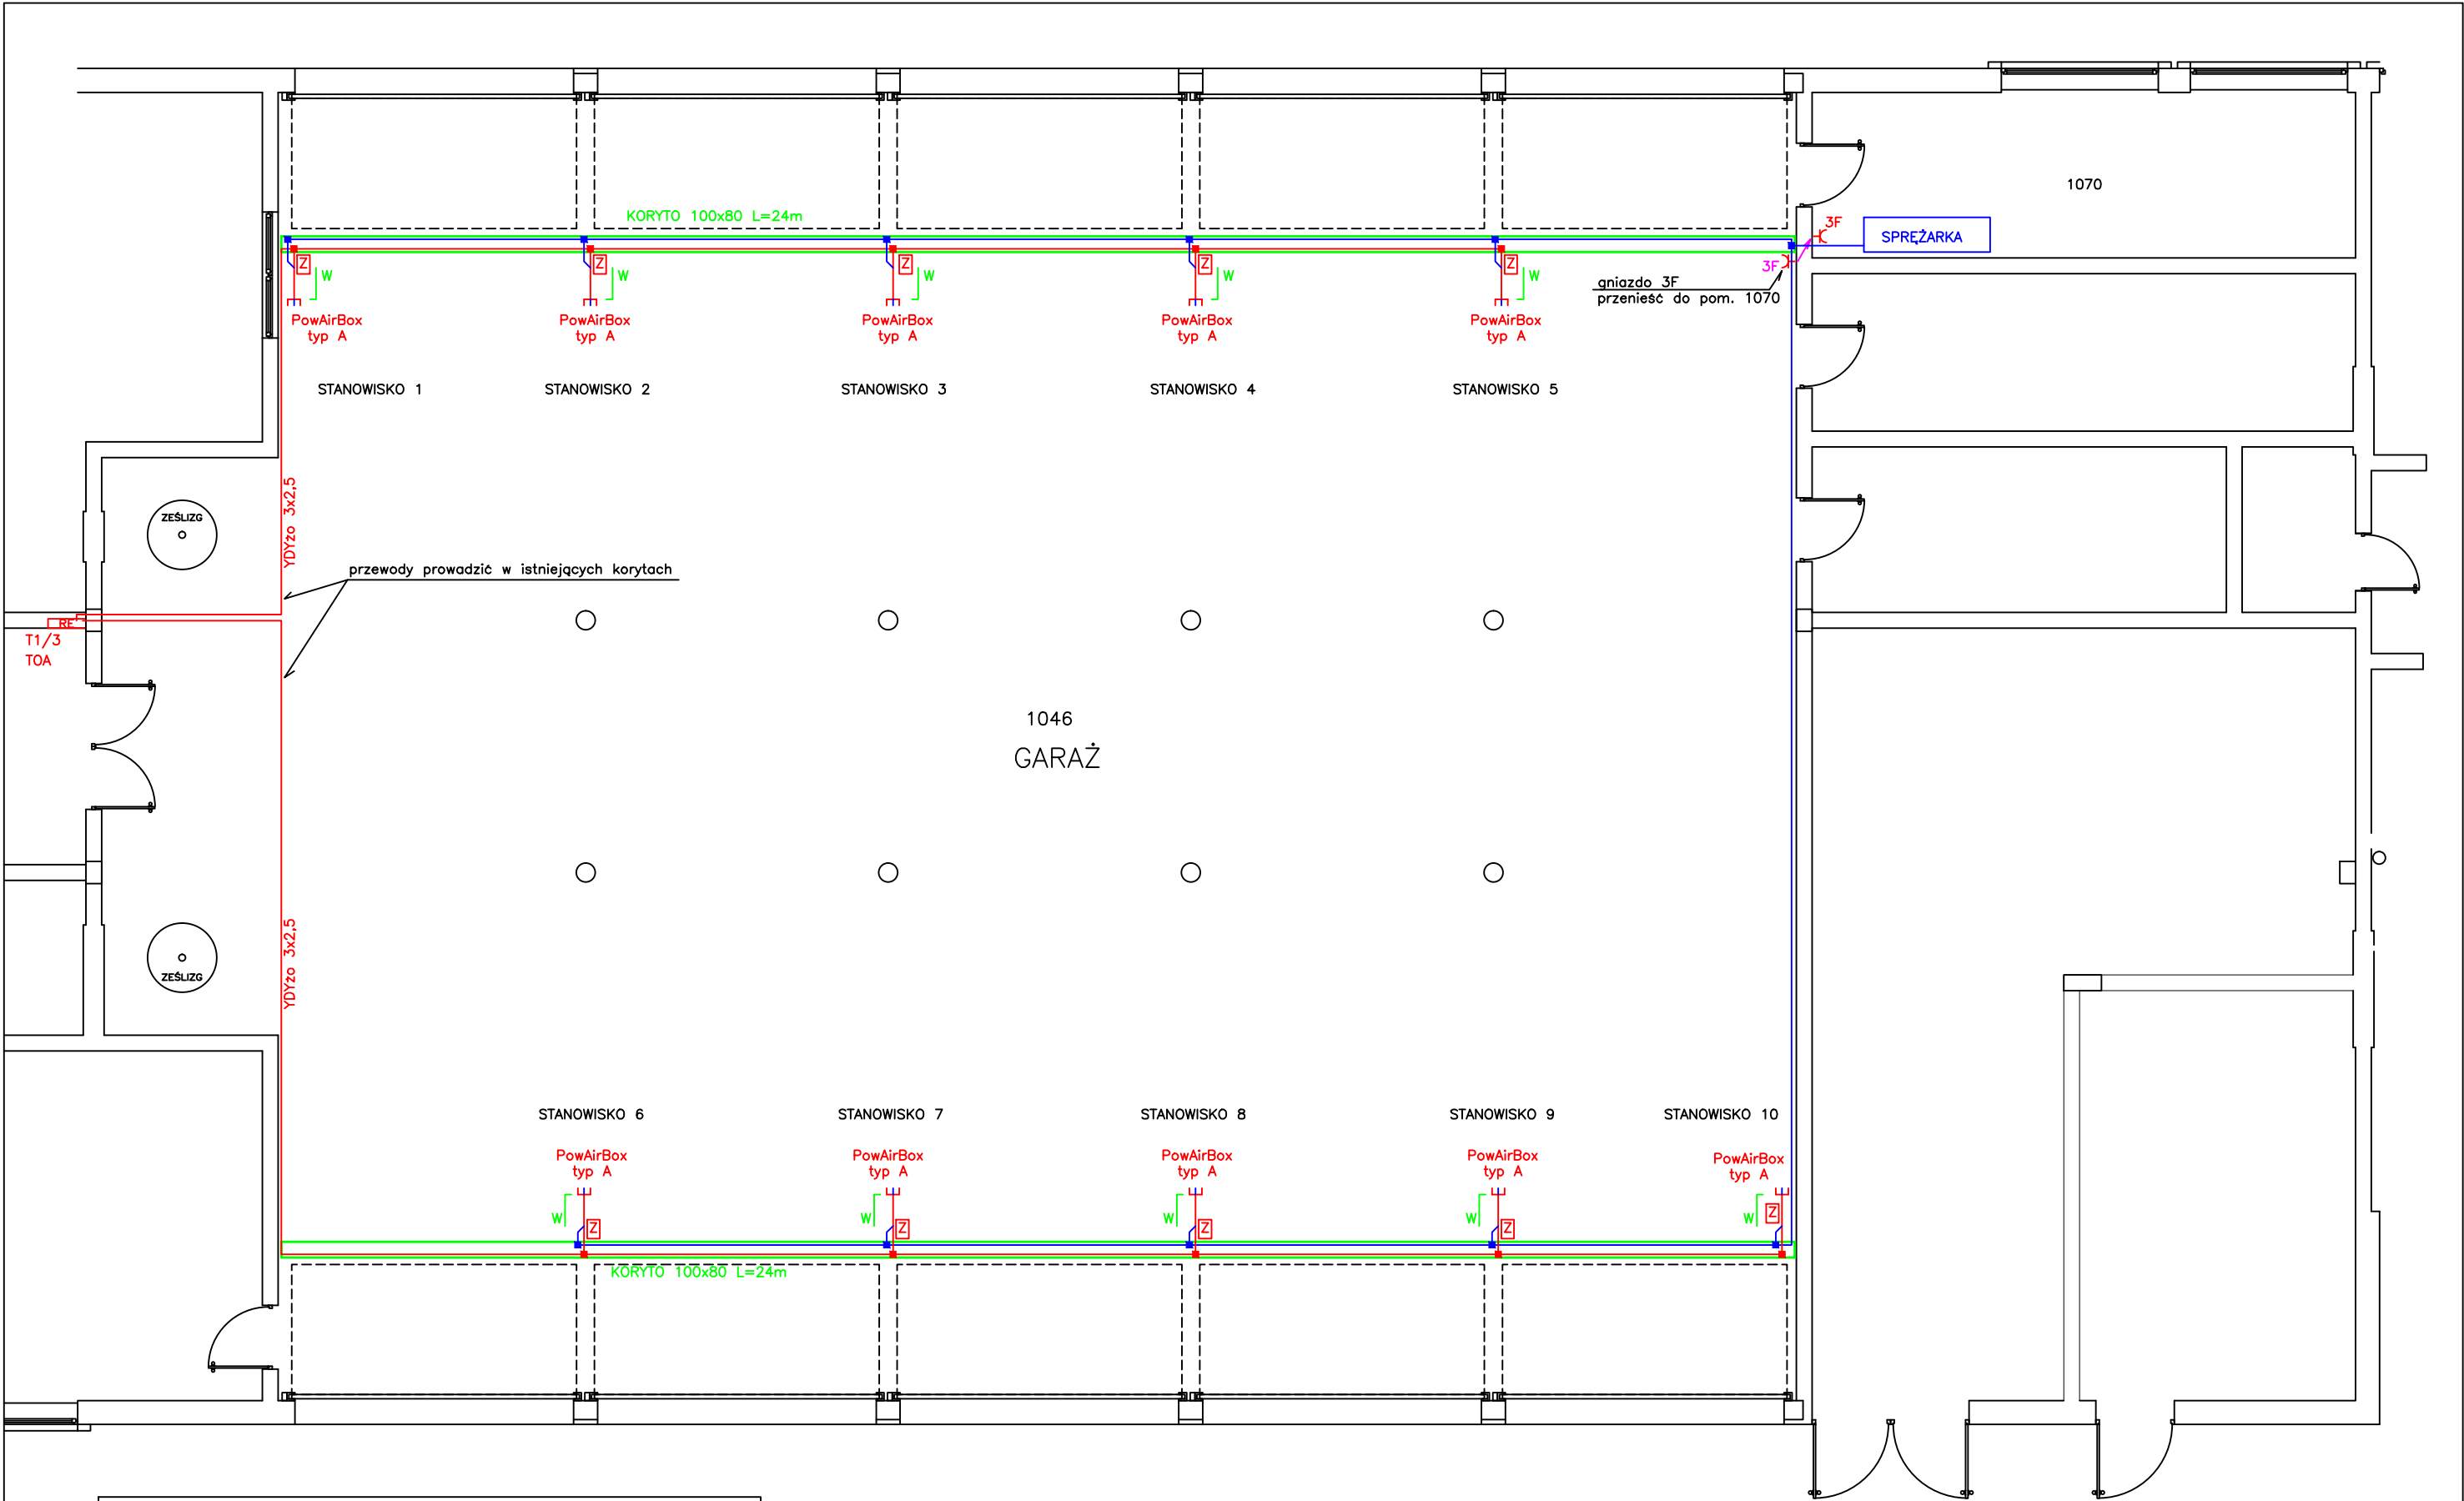 1070
KORYTO 100x80 L=24m
3F
SPRĘŻARKA
3F
Z
Z
Z
Z
Z
W
W
W
W
W
gniazdo 3F
przenieść do pom. 1070
PowAirBox
typ A
PowAirBox
typ A
PowAirBox
typ A
PowAirBox
typ A
PowAirBox
typ A
STANOWISKO 1
STANOWISKO 2
STANOWISKO 3
STANOWISKO 4
STANOWISKO 5
YDYżo 3x2,5
ZEŚLIZG
przewody prowadzić w istniejących korytach
RE
T1/3
TOA
1046
GARAŻ
YDYżo 3x2,5
ZEŚLIZG
STANOWISKO 6
STANOWISKO 7
STANOWISKO 8
STANOWISKO 9
STANOWISKO 10
PowAirBox
typ A
PowAirBox
typ A
PowAirBox
typ A
PowAirBox
typ A
PowAirBox
typ A
W
Z
W
Z
W
Z
W
Z
W
Z
KORYTO 100x80 L=24m